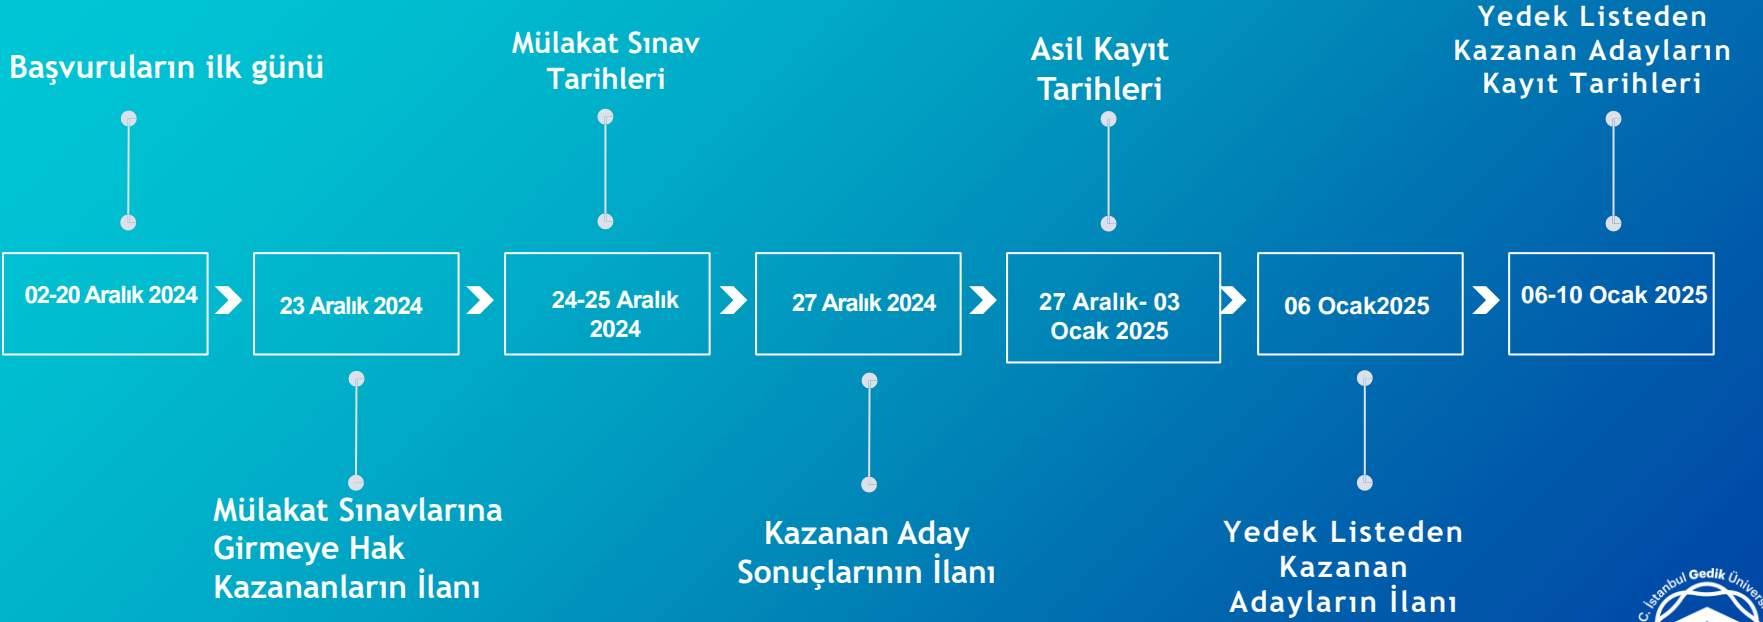 Başvuruların ilk günü
Mülakat Sınav
Tarihleri
Asil Kayıt
Tarihleri
Yedek Listeden
Kazanan Adayların
Kayıt Tarihleri
02-20 Aralık 2024
23 Aralık 2024
24-25 Aralık
2024
27 Aralık 2024
27 Aralık- 03
Ocak 2025
06 Ocak2025
06-10 Ocak 2025
Mülakat Sınavlarına
Girmeye Hak
Kazananların İlanı
Kazanan Aday
Sonuçlarının İlanı
Yedek Listeden
Kazanan
Adayların İlanı
C. İstanbul Gedik Ünivers